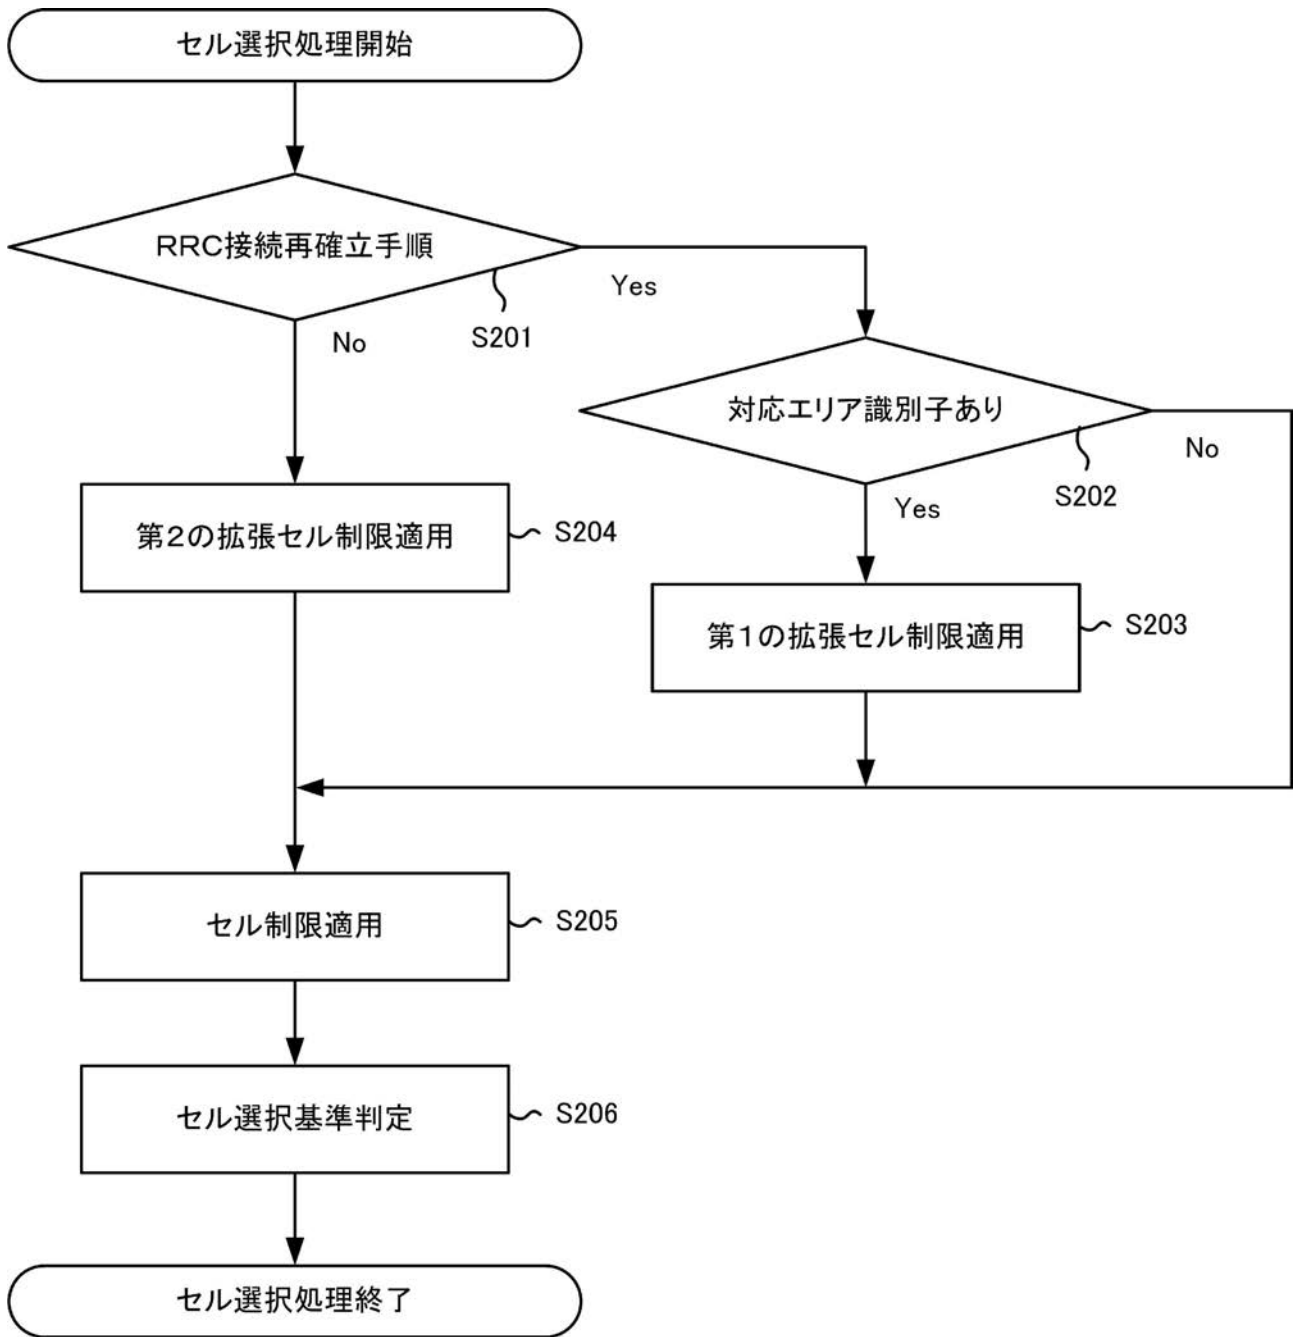 セル選択処理開始
RRC接続再確立手順
Yes
S201
No
対応エリア識別子あり
No
S202
Yes
第2の拡張セル制限適用
S204
第1の拡張セル制限適用
S203
セル制限適用
S205
セル選択基準判定
S206
セル選択処理終了